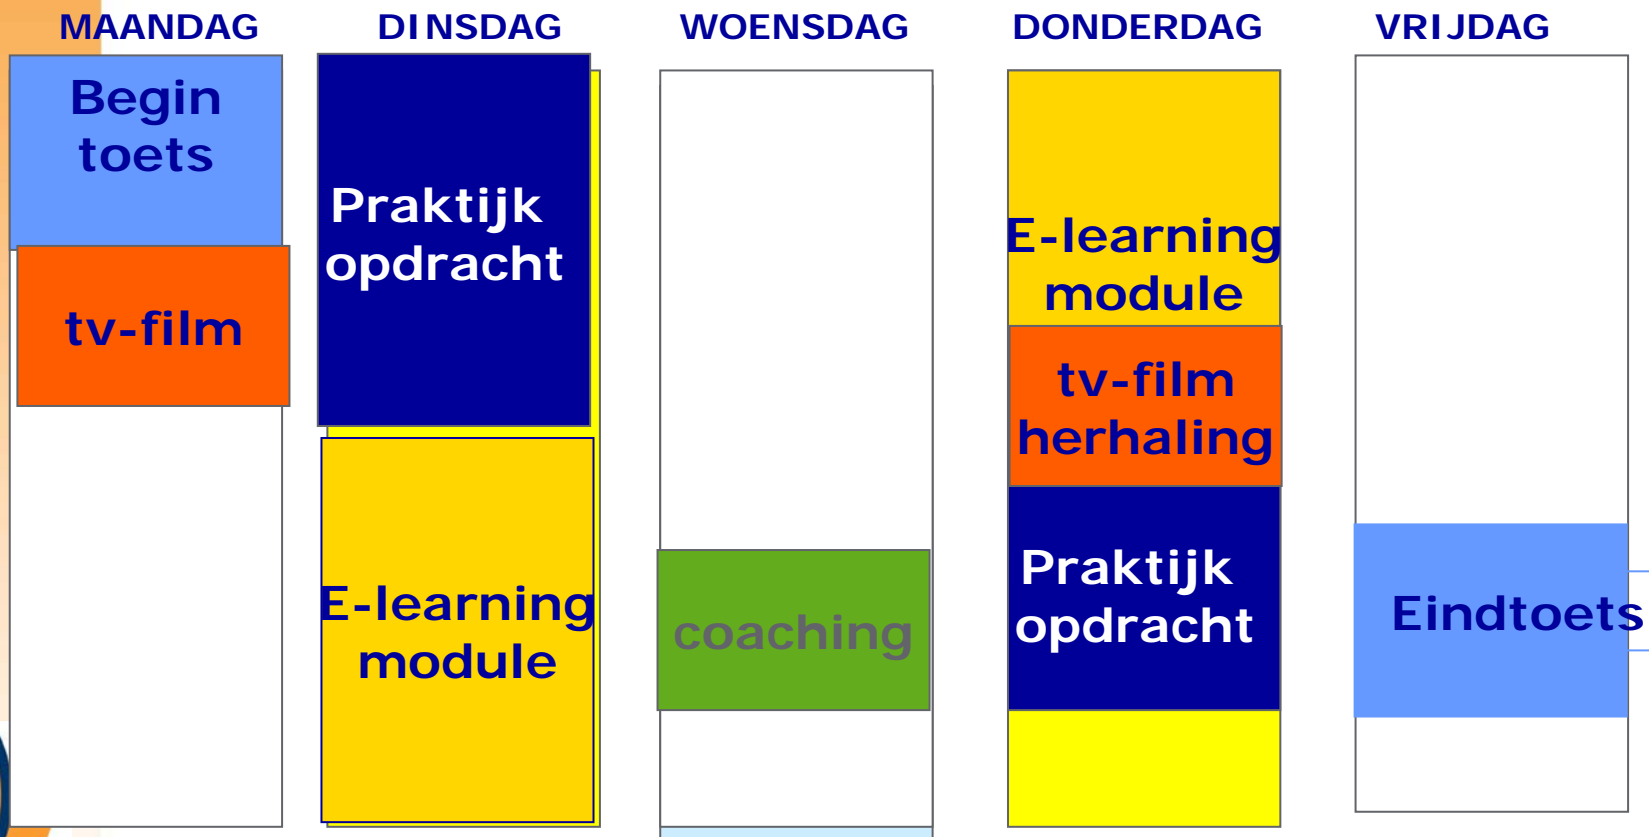 MAANDAG
DINSDAG
WOENSDAG
DONDERDAG
VRIJDAG
Begin
toets
tv-film
Praktijk
opdracht
E-learning
module
coaching
E-learning
module
tv-film
herhaling
Praktijk
opdracht
Eindtoets